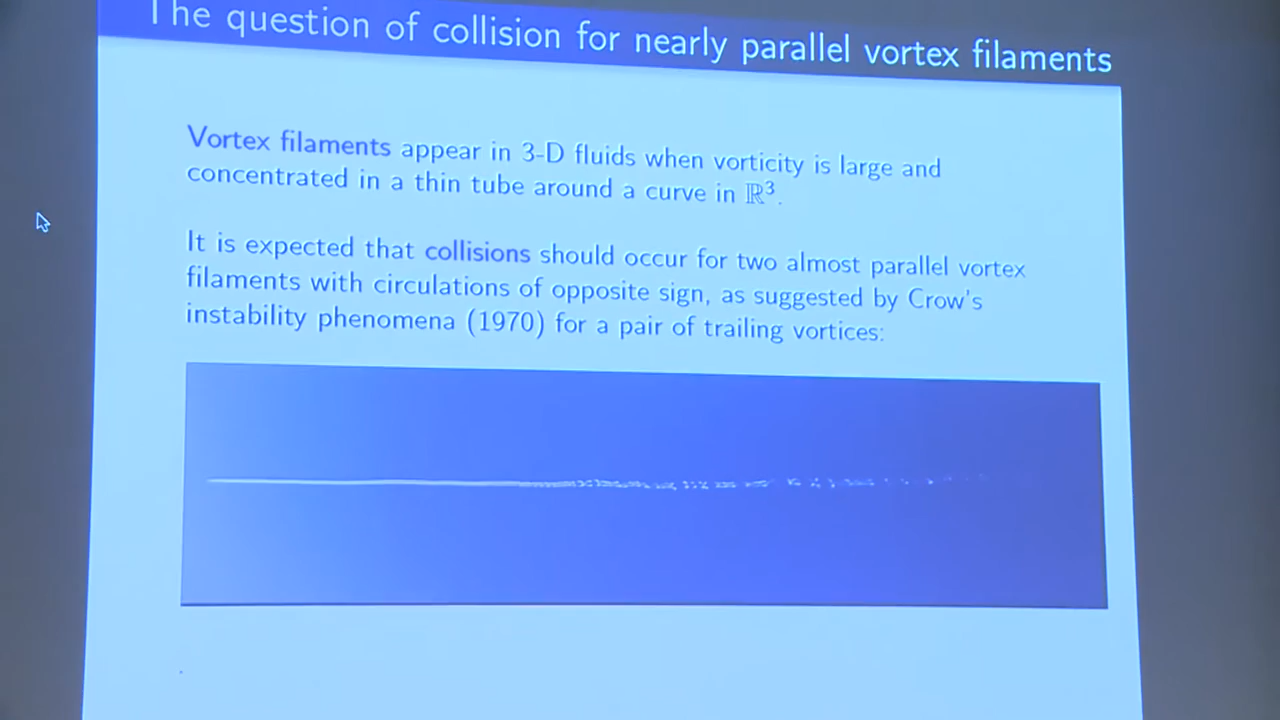 The question of collision for nearly parallel vortex filaments
Vortex filaments appear in 3-D fluids when vorticity is large and
concentrated in a thin tube around a curve in ℝ³.
It is expected that collisions should occur for two almost parallel vortex
filaments with circulations of opposite sign, as suggested by Crow's
instability phenomena (1970) for a pair of trailing vortices: